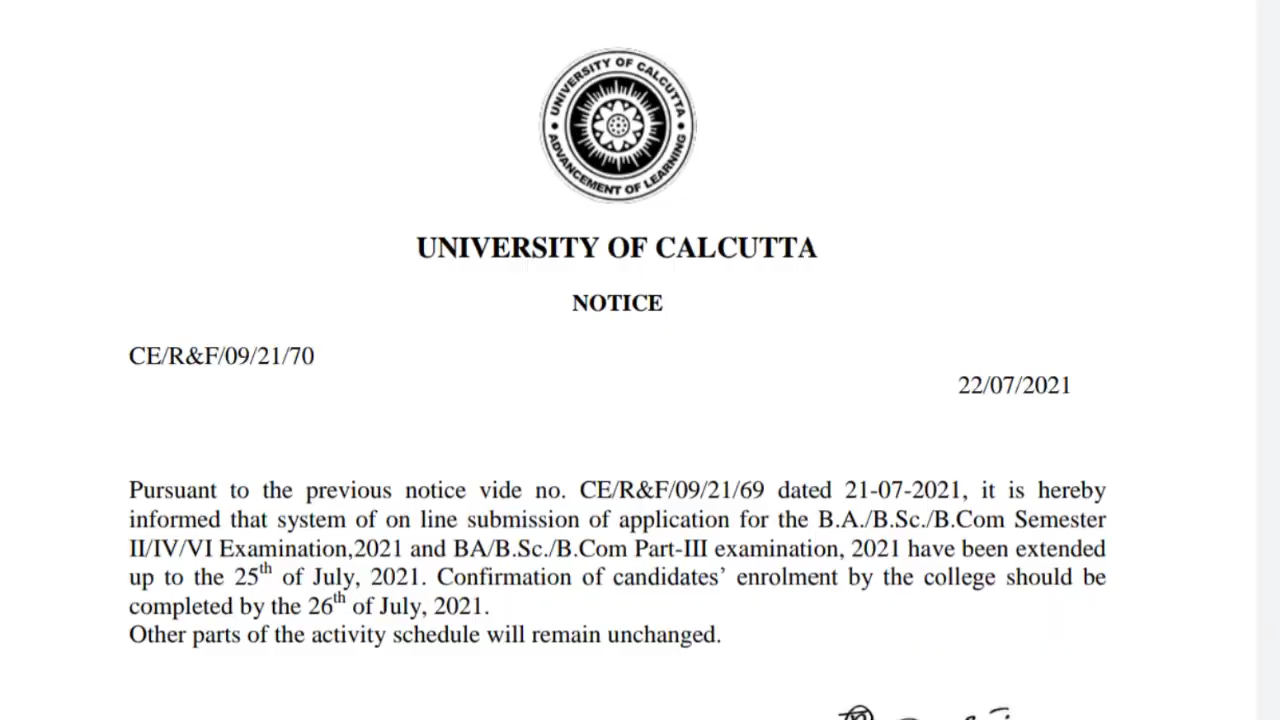 UNIVERSITY OF CALCUTTA
ADVANCEMENT OF LEARNING
UNIVERSITY OF CALCUTTA
NOTICE
CE/R&F/09/21/70
22/07/2021
Pursuant to the previous notice vide no. CE/R&F/09/21/69 dated 21-07-2021, it is hereby
informed that system of on line submission of application for the B.A./B.Sc./B.Com Semester
II/IV/VI Examination,2021 and BA/B.Sc./B.Com Part-III examination, 2021 have been extended
up to the 25th of July, 2021. Confirmation of candidates’ enrolment by the college should be
completed by the 26th of July, 2021.
Other parts of the activity schedule will remain unchanged.